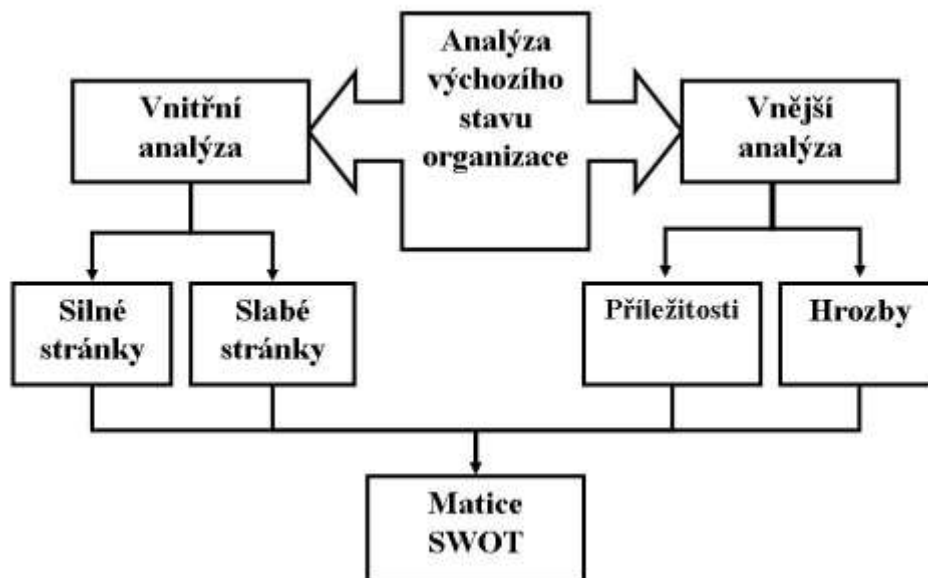 Analýza
výchozího
stavu
organizace
Vnitřní
analýza
Vnější
analýza
Silné
stránky
Slabé
stránky
Příležitosti
Hrozby
Matice
SWOT